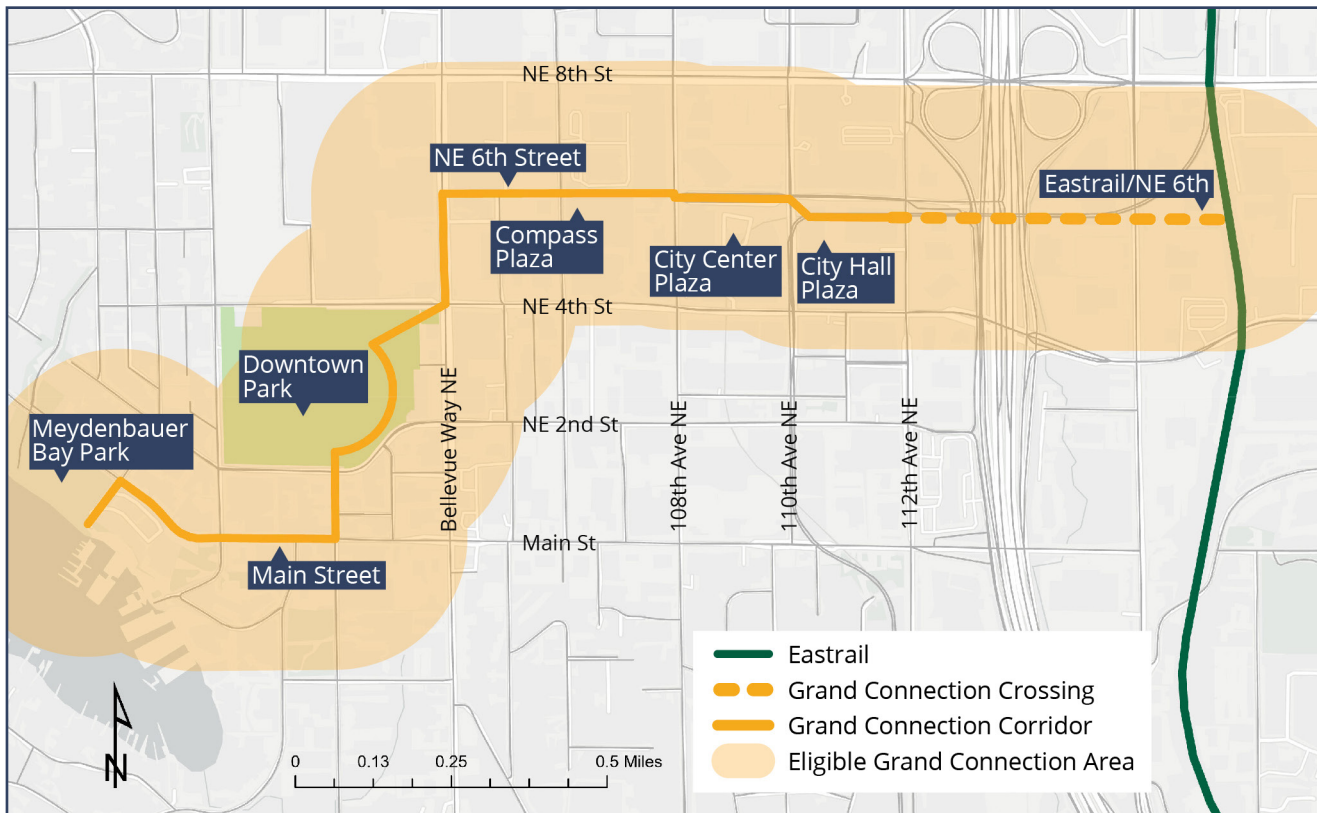 NE 8th St
NE 6th Street
Eastrail/NE 6th
Compass
Plaza
City Center
Plaza
City Hall
Plaza
NE 4th St
Downtown
Park
Bellevue Way NE
NE 2nd St
108th Ave NE
110th Ave NE
112th Ave NE
Meydenbauer
Bay Park
Main St
Main Street
Eastrail
Grand Connection Crossing
Grand Connection Corridor
Eligible Grand Connection Area
N
0 0.13 0.25 0.5 Miles